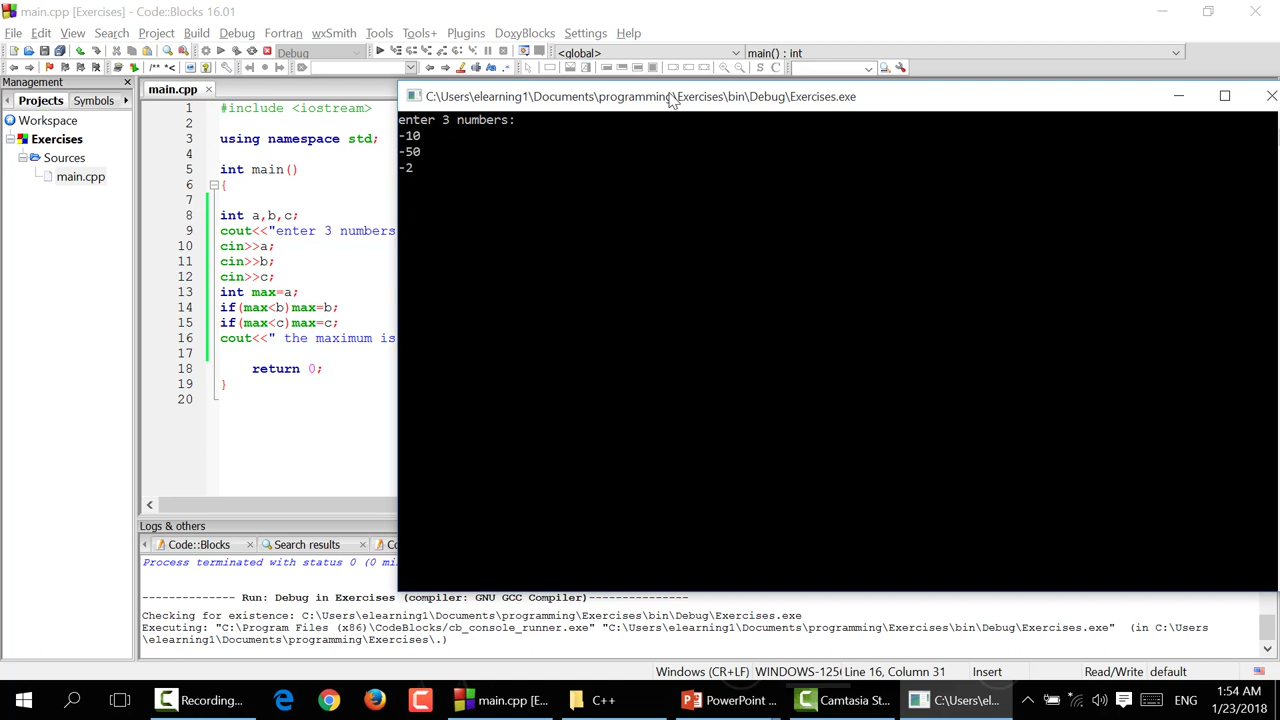 main.cpp [Exercises] - Code::Blocks 16.01
File Edit View Search Project Build Debug Fortran wxSmith Tools Tools+ Plugins DoxyBlocks Settings Help
Debug <global> main() : int
/** *< Aa .* S C
Management
Projects Symbols
Workspace
Exercises
Sources
main.cpp
main.cpp
1 #include <iostream>
2
3 using namespace std;
4
5 int main()
6 {
7
8 int a,b,c;
9 cout<<"enter 3 numbers
10 cin>>a;
11 cin>>b;
12 cin>>c;
13 int max=a;
14 if(max<b)max=b;
15 if(max<c)max=c;
16 cout<<" the maximum is
17
18 return 0;
19 }
20
C:\Users\elearning1\Documents\programming\Exercises\bin\Debug\Exercises.exe
enter 3 numbers:
-10
-50
-2
Logs & others
Code::Blocks Search results Cc
Process terminated with status 0 (0 mi
-------------- Run: Debug in Exercises (compiler: GNU GCC Compiler)---------------
Checking for existence: C:\Users\elearning1\Documents\programming\Exercises\bin\Debug\Exercises.exe
Executing: "C:\Program Files (x86)\CodeBlocks/cb_console_runner.exe" "C:\Users\elearning1\Documents\programming\Exercises\bin\Debug\Exercises.exe" (in C:\Users
\elearning1\Documents\programming\Exercises\.)
Windows (CR+LF) WINDOWS-125 Line 16, Column 31 Insert Read/Write default
Recording... main.cpp [E... C++ PowerPoint ... Camtasia St... C:\Users\el... ENG
1:54 AM
1/23/2018